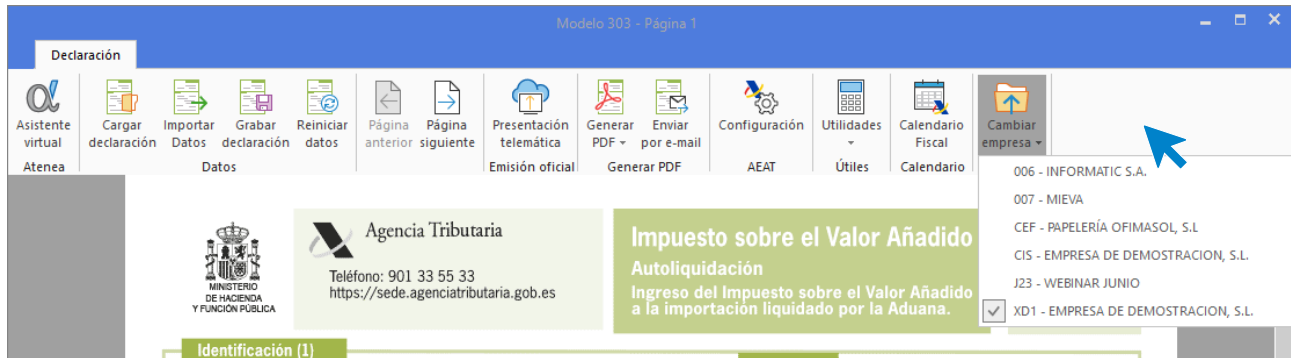 Modelo 303 - Página 1
Declaración
Asistente virtual
Cargar declaración
Importar Datos
Grabar declaración
Reiniciar datos
Página anterior
Página siguiente
Presentación telemática
Generar PDF
Enviar por e-mail
Configuración
Utilidades
Calendario Fiscal
Cambiar empresa
Atenea
Datos
Emisión oficial
Generar PDF
AEAT
Útiles
Calendario
006 - INFORMATIC S.A.
007 - MIEVA
CEF - PAPELERÍA OFIMASOL, S.L
CIS - EMPRESA DE DEMOSTRACION, S.L.
J23 - WEBINAR JUNIO
XD1 - EMPRESA DE DEMOSTRACION, S.L.
MINISTERIO
DE HACIENDA
Y FUNCIÓN PÚBLICA
Agencia Tributaria
Teléfono: 901 33 55 33
https://sede.agenciatributaria.gob.es
Impuesto sobre el Valor Añadido
Autoliquidación
Ingreso del Impuesto sobre el Valor Añadido
a la importación liquidado por la Aduana.
Identificación (1)